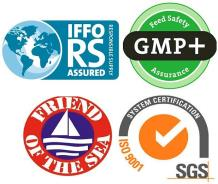 IFFO
RS
ASSURED
RESPONSIBLE SUPPLY
Feed Safety
GMP+
Assurance
FRIEND
OF THE SEA
SYSTEM CERTIFICATION
ISO 9001
SGS